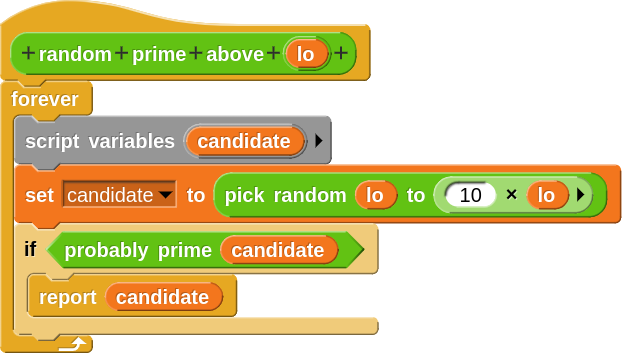 + random + prime + above + lo +
forever
script variables candidate
set candidate to pick random lo to 10 × lo
if probably prime candidate
report candidate